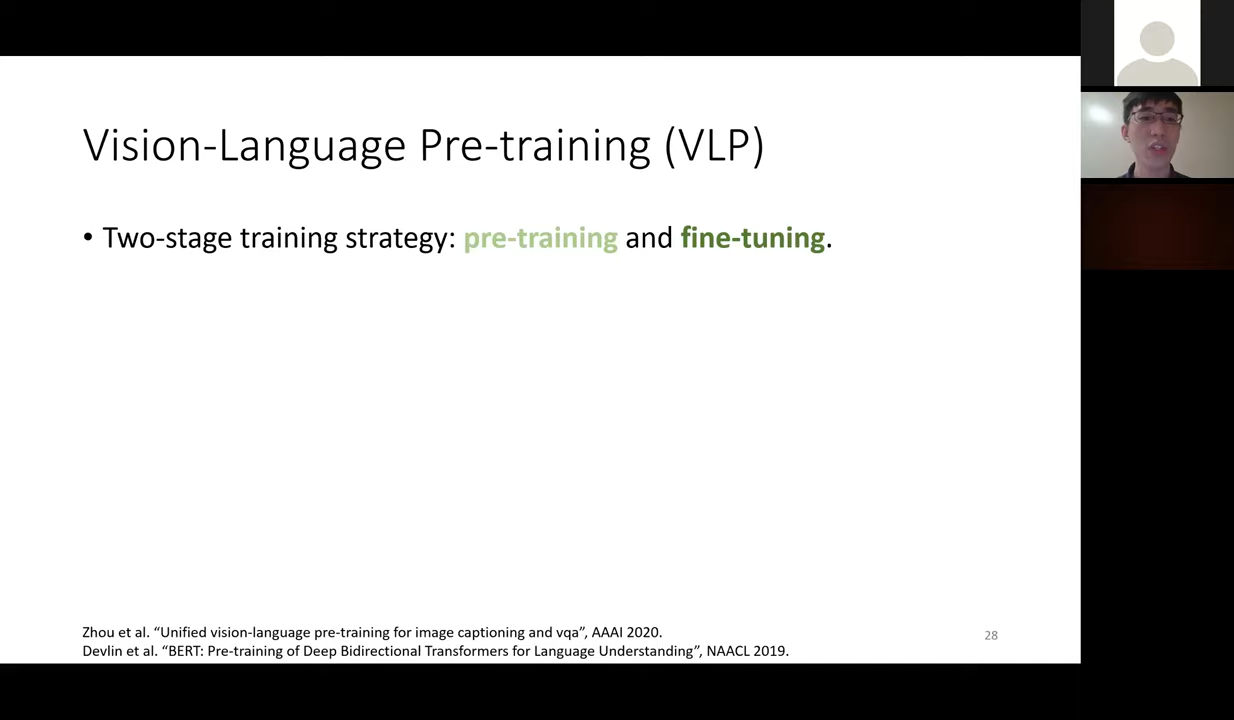 Vision-Language Pre-training (VLP)
• Two-stage training strategy: pre-training and fine-tuning.
Zhou et al. “Unified vision-language pre-training for image captioning and vqa”, AAAI 2020.
28
Devlin et al. “BERT: Pre-training of Deep Bidirectional Transformers for Language Understanding”, NAACL 2019.